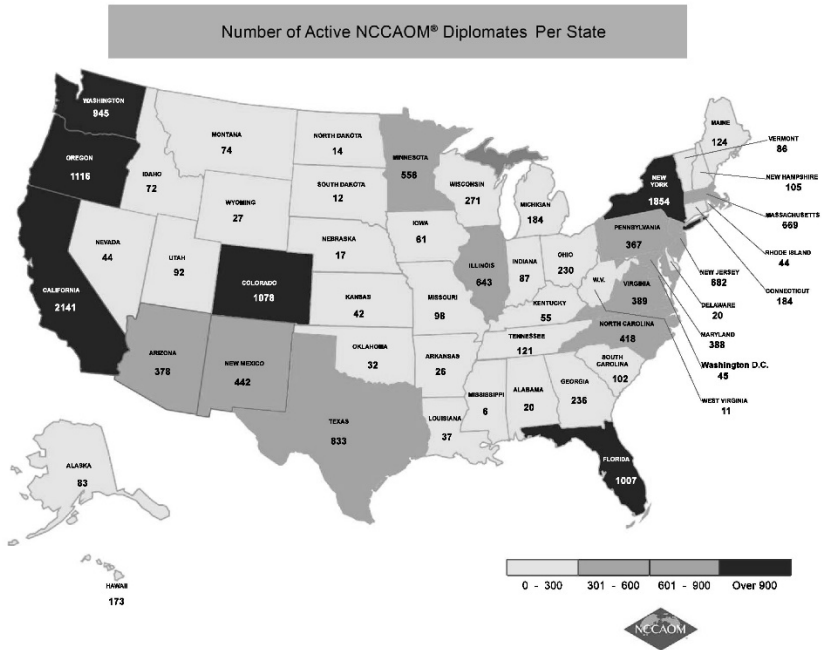 Number of Active NCCAOM® Diplomates Per State
WASHINGTON
945
OREGON
1116
CALIFORNIA
2141
IDAHO
72
NEVADA
44
MONTANA
74
WYOMING
27
UTAH
92
COLORADO
1078
ARIZONA
378
NEW MEXICO
442
NORTH DAKOTA
14
SOUTH DAKOTA
12
NEBRASKA
17
KANSAS
42
OKLAHOMA
32
TEXAS
833
MINNESOTA
556
IOWA
61
MISSOURI
98
ARKANSAS
26
LOUISIANA
37
WISCONSIN
271
ILLINOIS
643
MICHIGAN
184
INDIANA
87
OHIO
230
KENTUCKY
55
TENNESSEE
121
MISSISSIPPI
6
ALABAMA
20
GEORGIA
236
FLORIDA
1007
SOUTH
CAROLINA
102
NORTH CAROLINA
418
VIRGINIA
389
W.V.
PENNSYLVANIA
367
NEW
YORK
1854
MAINE
124
VERMONT
86
NEW HAMPSHIRE
105
MASSACHUSETTS
669
RHODE ISLAND
44
CONNECTICUT
184
NEW JERSEY
682
DELAWARE
20
MARYLAND
388
Washington D.C.
45
WEST VIRGINIA
11
ALASKA
83
HAWAII
173
0 - 300
301 - 600
601 - 900
Over 900
NCCAOM